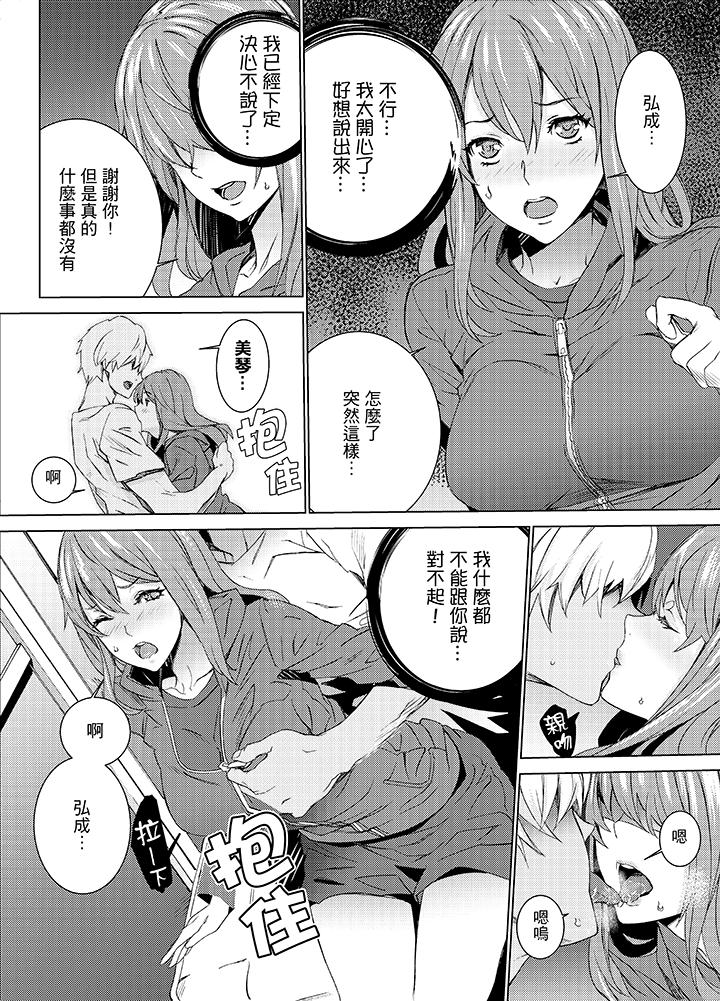 弘成…
不行…
我太開心了…
好想說出來…
我已經下定
決心不說了…
謝謝你！
但是真的
什麼事都沒有
怎麼了
突然這樣…
美琴…
抱住
啊
親吻
嗯
嗯嗚
我什麼都
不能跟你說…
對不起！
抱住
拉一下
啊
弘成…